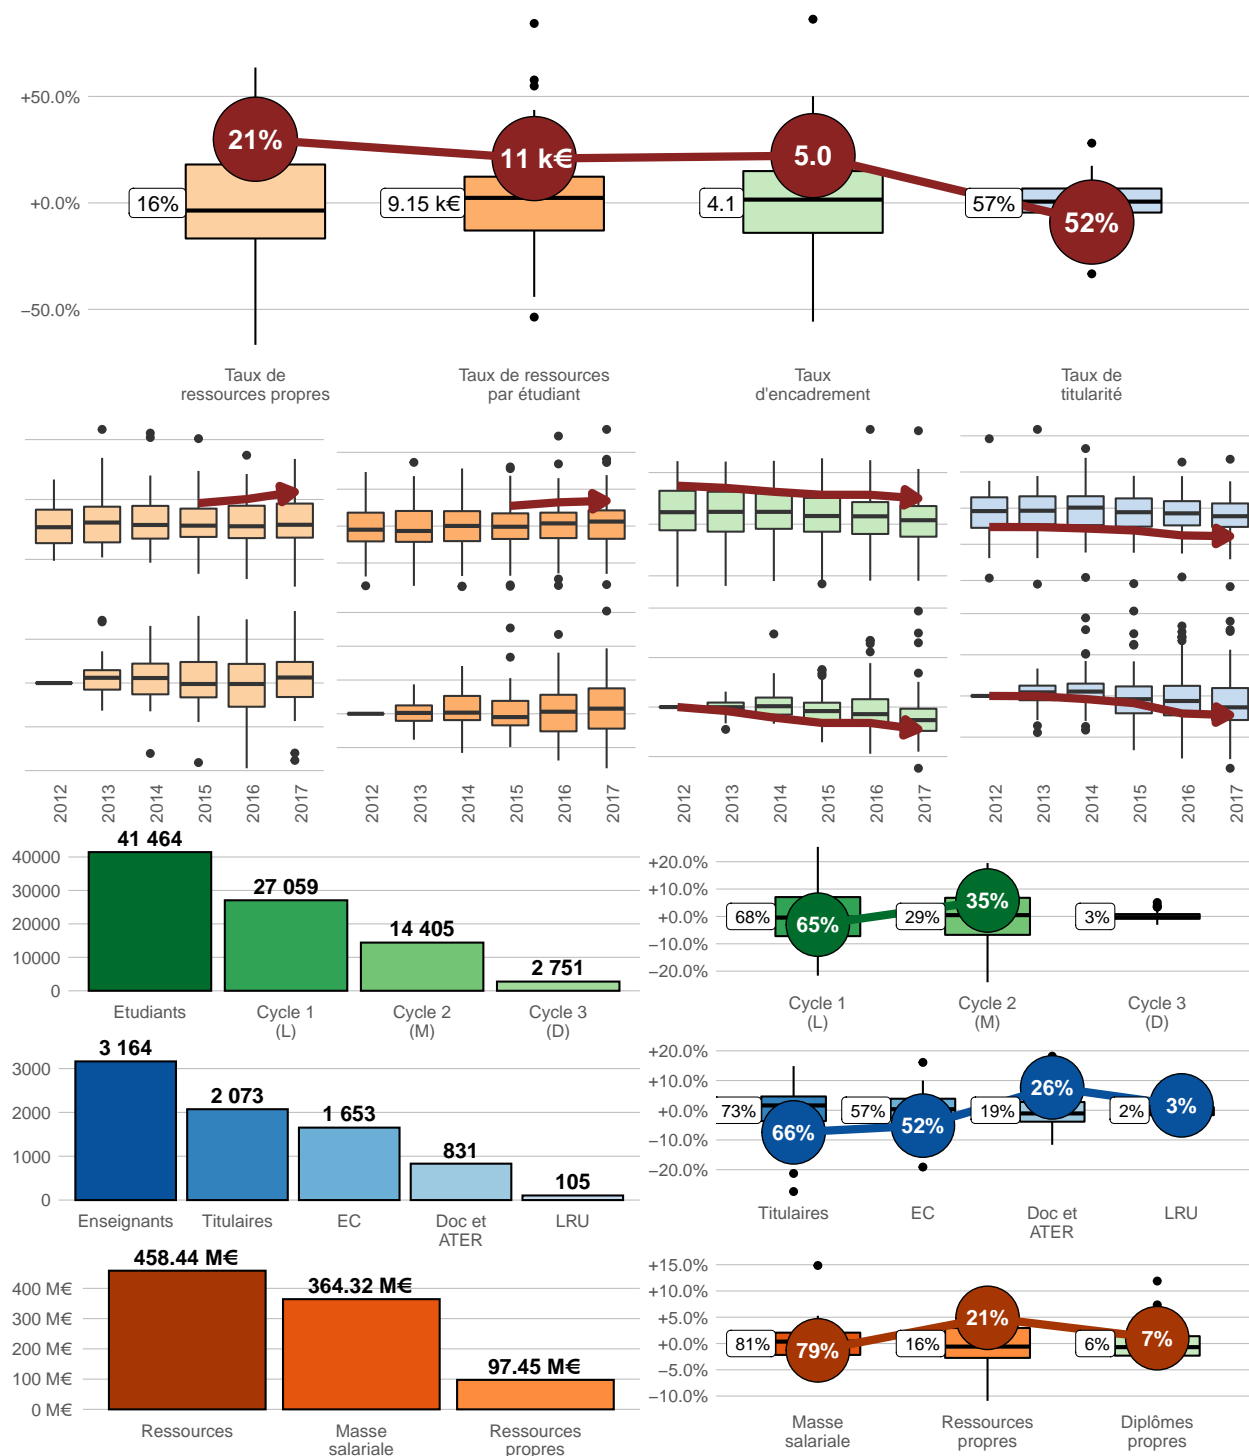 +50.0%
+0.0%
−50.0%
21%
11 k€
5.0
52%
16%
9.15 k€
4.1
57%
Taux de
ressources propres
Taux de ressources
par étudiant
Taux
d'encadrement
Taux de
titularité
2012
2013
2014
2015
2016
2017
2012
2013
2014
2015
2016
2017
2012
2013
2014
2015
2016
2017
2012
2013
2014
2015
2016
2017
40000
30000
20000
10000
0
41 464
27 059
14 405
2 751
Etudiants
Cycle 1
(L)
Cycle 2
(M)
Cycle 3
(D)
+20.0%
+10.0%
+0.0%
−10.0%
−20.0%
68%
65%
29%
35%
3%
Cycle 1
(L)
Cycle 2
(M)
Cycle 3
(D)
3000
2000
1000
0
3 164
2 073
1 653
831
105
Enseignants
Titulaires
EC
Doc et
ATER
LRU
+20.0%
+10.0%
+0.0%
−10.0%
−20.0%
73%
66%
57%
52%
19%
26%
2%
3%
Titulaires
EC
Doc et
ATER
LRU
400 M€
300 M€
200 M€
100 M€
0 M€
458.44 M€
364.32 M€
97.45 M€
Ressources
Masse
salariale
Ressources
propres
+15.0%
+10.0%
+5.0%
+0.0%
−5.0%
−10.0%
81%
79%
16%
21%
6%
7%
Masse
salariale
Ressources
propres
Diplômes
propres